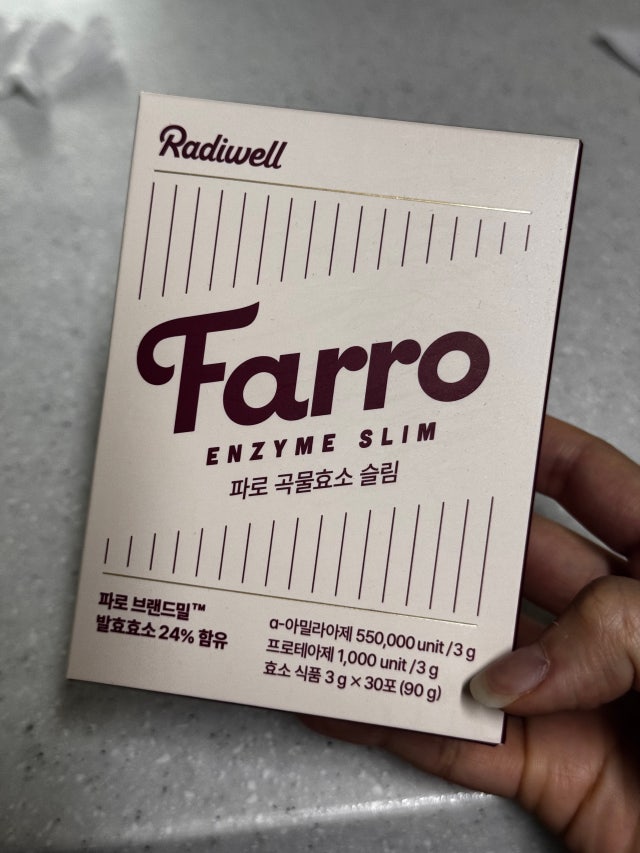 Radiwell
Farro
ENZYME SLIM
파로 곡물효소 슬림
파로 브랜드밀™
발효효소 24% 함유
α-아밀라아제 550,000 unit /3 g
프로테아제 1,000 unit /3 g
효소 식품 3 g × 30포 (90 g)